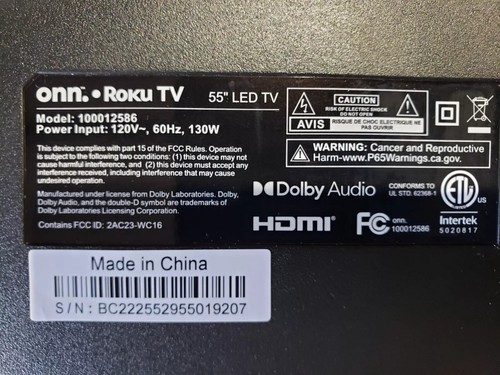 onn. • Roku TV
55" LED TV
Model: 100012586
Power Input: 120V~, 60Hz, 130W
This device complies with part 15 of the FCC Rules. Operation
is subject to the following two conditions: (1) this device may not
cause harmful interference, and (2) this device must accept any
interference received, including interference that may cause
undesired operation.
Manufactured under license from Dolby Laboratories. Dolby,
Dolby Audio, and the double-D symbol are trademarks of
Dolby Laboratories Licensing Corporation.
Contains FCC ID: 2AC23-WC16
CAUTION
RISK OF ELECTRIC SHOCK
DO NOT OPEN
AVIS
RISQUE DE CHOC ELECTRIQUE NE
PAS OUVRIR
WARNING: Cancer and Reproductive
Harm-www.P65Warnings.ca.gov.
Dolby Audio
CONFORMS TO
UL STD. 62368-1
ETL
US
Intertek
5020817
HDMI
FC
onn.
100012586
Made in China
S/N: BC222552955019207